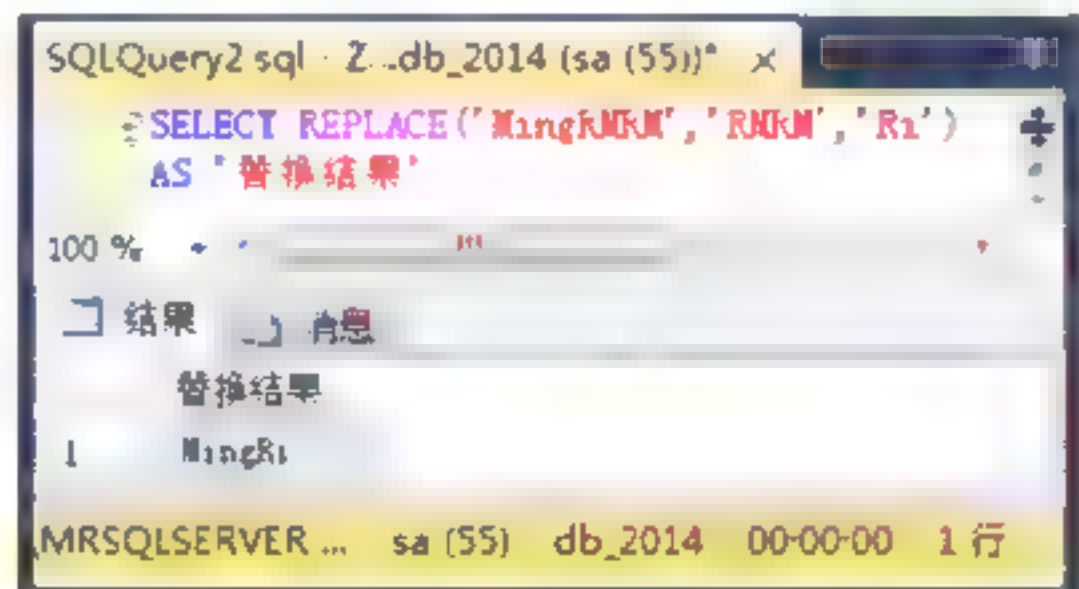 SQLQuery2.sql - Z...db_2014 (sa (55))* ×
SELECT REPLACE('MingRMRM','RMRM','Ri')
AS '替换结果'
100 %
结果 消息
替换结果
1 MingRi
MRSQLSERVER ... sa (55) db_2014 00:00:00 1 行